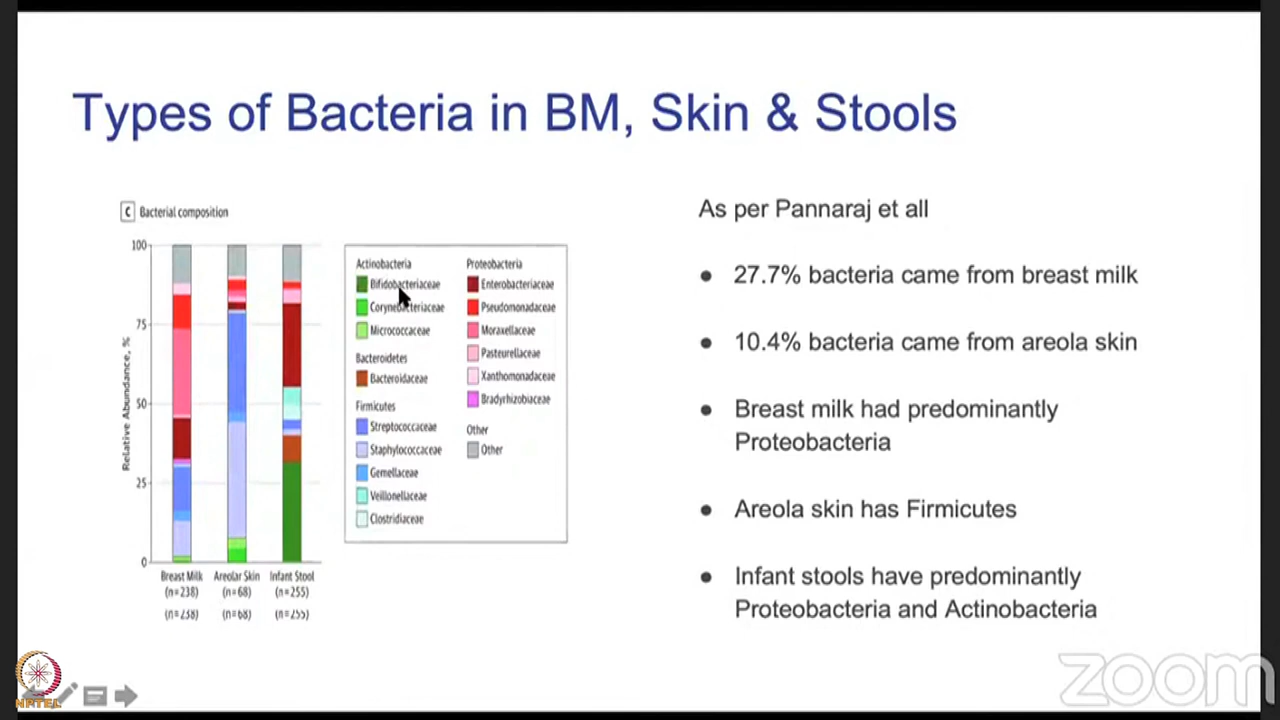 Types of Bacteria in BM, Skin & Stools
C Bacterial composition
100
75
50
25
0
Relative Abundance, %
Breast Milk
(n=238)
(n=238)
Areolar Skin
(n=68)
(n=68)
Infant Stool
(n=255)
(n=255)
Actinobacteria
Bifidobacteriaceae
Corynebacteriaceae
Micrococcaceae
Bacteroidetes
Bacteroidaceae
Firmicutes
Streptococcaceae
Staphylococcaceae
Gemellaceae
Veillonellaceae
Clostridiaceae
Proteobacteria
Enterobacteriaceae
Pseudomonadaceae
Moraxellaceae
Pasteurellaceae
Xanthomonadaceae
Bradyrhizobiaceae
Other
Other
As per Pannaraj et all
● 27.7% bacteria came from breast milk
● 10.4% bacteria came from areola skin
● Breast milk had predominantly
Proteobacteria
● Areola skin has Firmicutes
● Infant stools have predominantly
Proteobacteria and Actinobacteria
NPTEL
zoom